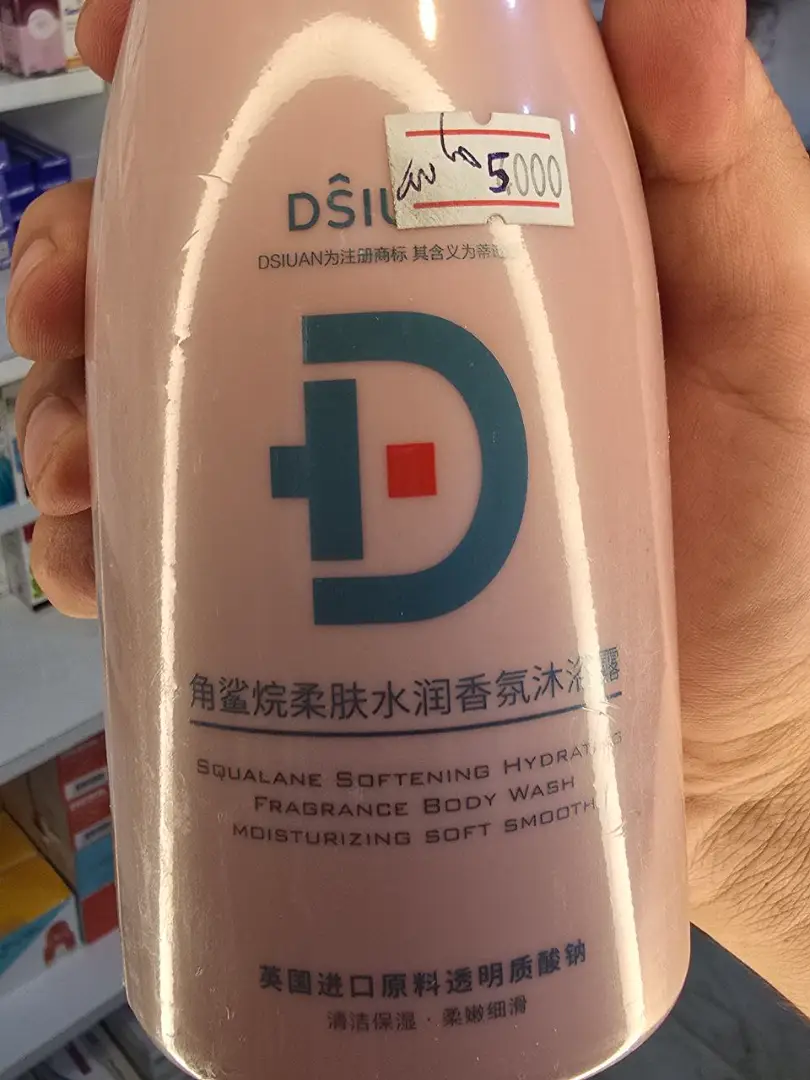 5000
DŜIU
DSIUAN为注册商标 其含义为蒂
角鲨烷柔肤水润香氛沐浴露
SQUALANE SOFTENING HYDRATING
FRAGRANCE BODY WASH
MOISTURIZING SOFT SMOOTH
英国进口原料透明质酸钠
清洁保湿·柔嫩细滑